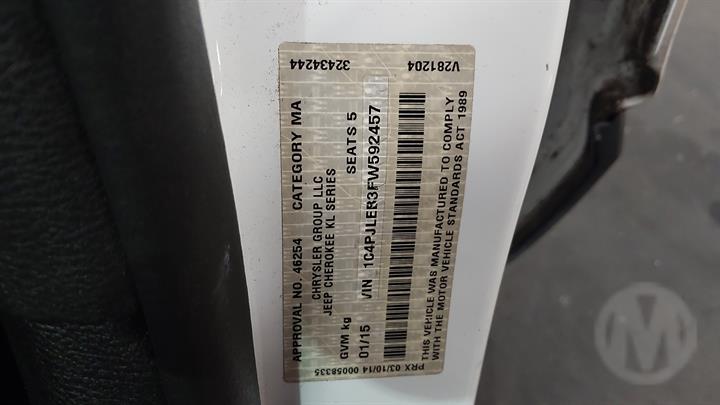 32434244 V281204
APPROVAL NO. 46254 CATEGORY MA
CHRYSLER GROUP LLC
JEEP CHEROKEE KL SERIES
GVM kg SEATS 5
01/15 VIN 1C4PJLER3FW592457
THIS VEHICLE WAS MANUFACTURED TO COMPLY
WITH THE MOTOR VEHICLE STANDARDS ACT 1989
PRX 03/10/14 00058335
M